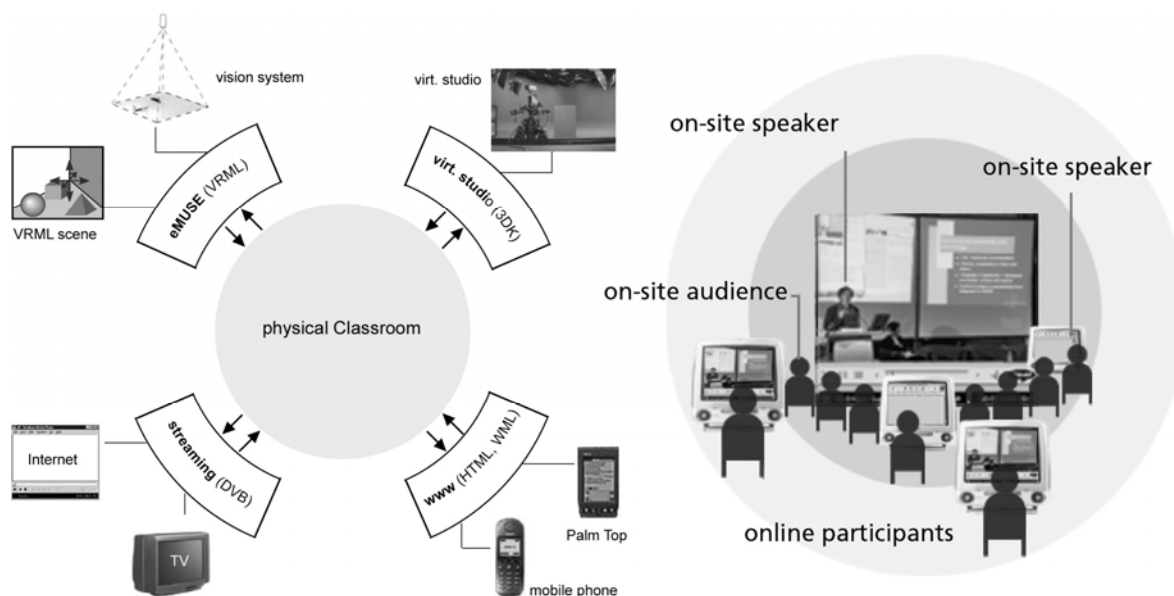 vision system
virt. studio
VRML scene
eMUSE (VRML)
virt. studio (3DK)
physical Classroom
streaming (DVB)
www (HTML, WML)
Internet
TV
Palm Top
mobile phone
on-site speaker
on-site speaker
on-site audience
online participants